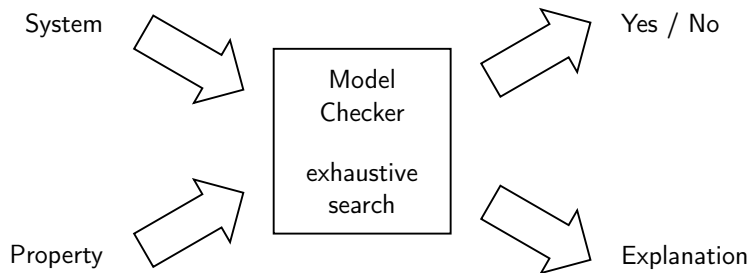 System
Yes / No
Model
Checker
exhaustive
search
Property
Explanation